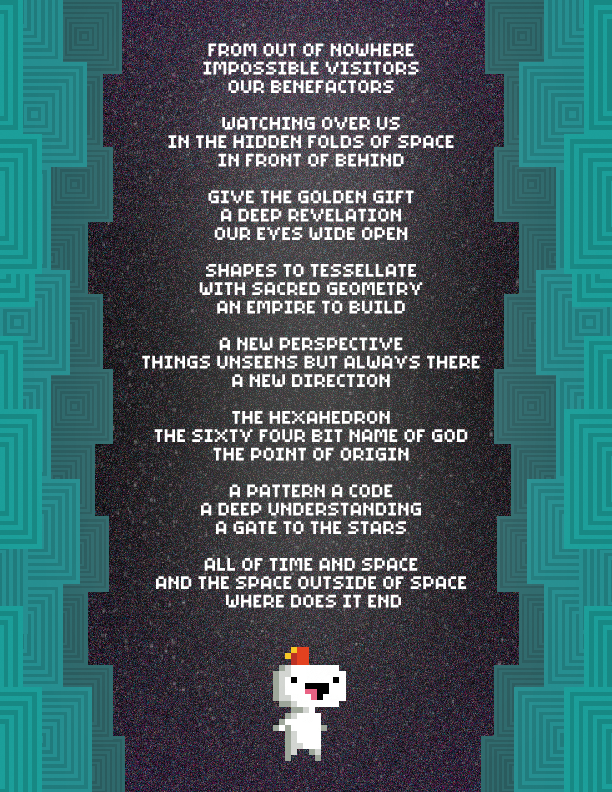 FROM OUT OF NOWHERE
IMPOSSIBLE VISITORS
OUR BENEFACTORS
WATCHING OVER US
IN THE HIDDEN FOLDS OF SPACE
IN FRONT OF BEHIND
GIVE THE GOLDEN GIFT
A DEEP REVELATION
OUR EYES WIDE OPEN
SHAPES TO TESSELLATE
WITH SACRED GEOMETRY
AN EMPIRE TO BUILD
A NEW PERSPECTIVE
THINGS UNSEENS BUT ALWAYS THERE
A NEW DIRECTION
THE HEXAHEDRON
THE SIXTY FOUR BIT NAME OF GOD
THE POINT OF ORIGIN
A PATTERN A CODE
A DEEP UNDERSTANDING
A GATE TO THE STARS
ALL OF TIME AND SPACE
AND THE SPACE OUTSIDE OF SPACE
WHERE DOES IT END